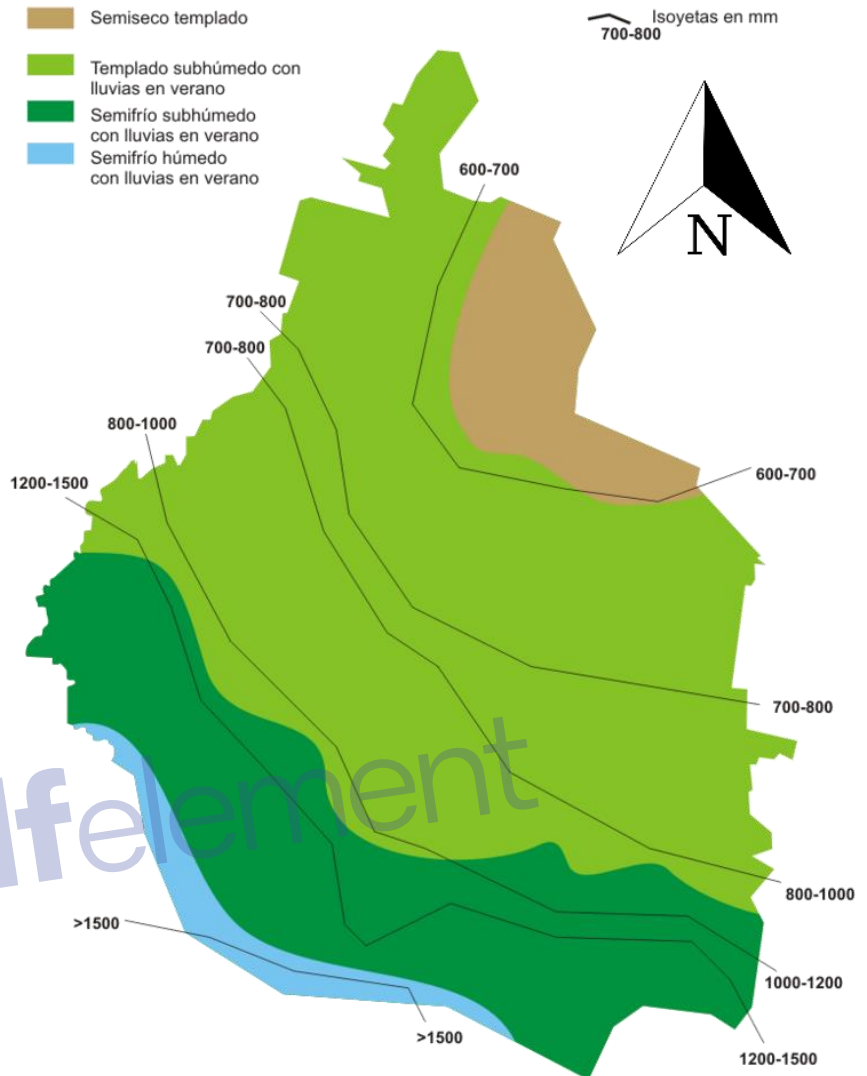 Semiseco templado
Isoyetas en mm
700-800
Templado subhúmedo con
lluvias en verano
Semifrío subhúmedo
con lluvias en verano
Semifrío húmedo
con lluvias en verano
N
600-700
700-800
700-800
800-1000
600-700
1200-1500
700-800
800-1000
>1500
1000-1200
>1500
1200-1500
lfelement